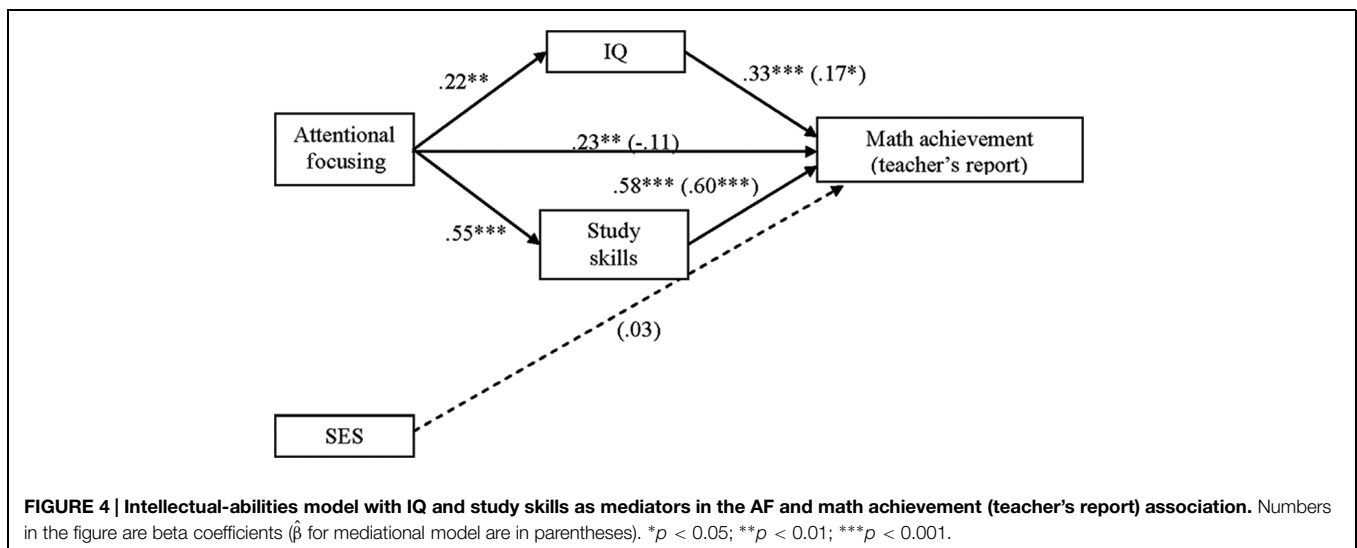 IQ
.22**
.33*** (.17*)
Attentional
focusing
.23** (-.11)
Math achievement
(teacher's report)
.58*** (.60***)
.55***
Study
skills
(.03)
SES
FIGURE 4 | Intellectual-abilities model with IQ and study skills as mediators in the AF and math achievement (teacher's report) association. Numbers
in the figure are beta coefficients (β̂ for mediational model are in parentheses). *p < 0.05; **p < 0.01; ***p < 0.001.